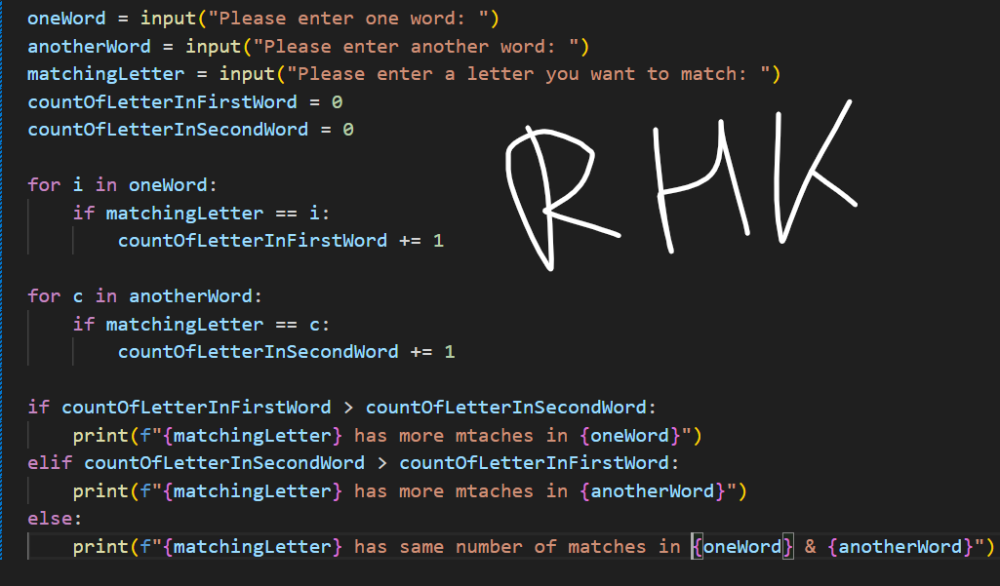 oneWord = input("Please enter one word: ")
anotherWord = input("Please enter another word: ")
matchingLetter = input("Please enter a letter you want to match: ")
countOfLetterInFirstWord = 0
countOfLetterInSecondWord = 0
RHK
for i in oneWord:
    if matchingLetter == i:
        countOfLetterInFirstWord += 1
for c in anotherWord:
    if matchingLetter == c:
        countOfLetterInSecondWord += 1
if countOfLetterInFirstWord > countOfLetterInSecondWord:
    print(f"{matchingLetter} has more mtaches in {oneWord}")
elif countOfLetterInSecondWord > countOfLetterInFirstWord:
    print(f"{matchingLetter} has more mtaches in {anotherWord}")
else:
    print(f"{matchingLetter} has same number of matches in {oneWord} & {anotherWord}")